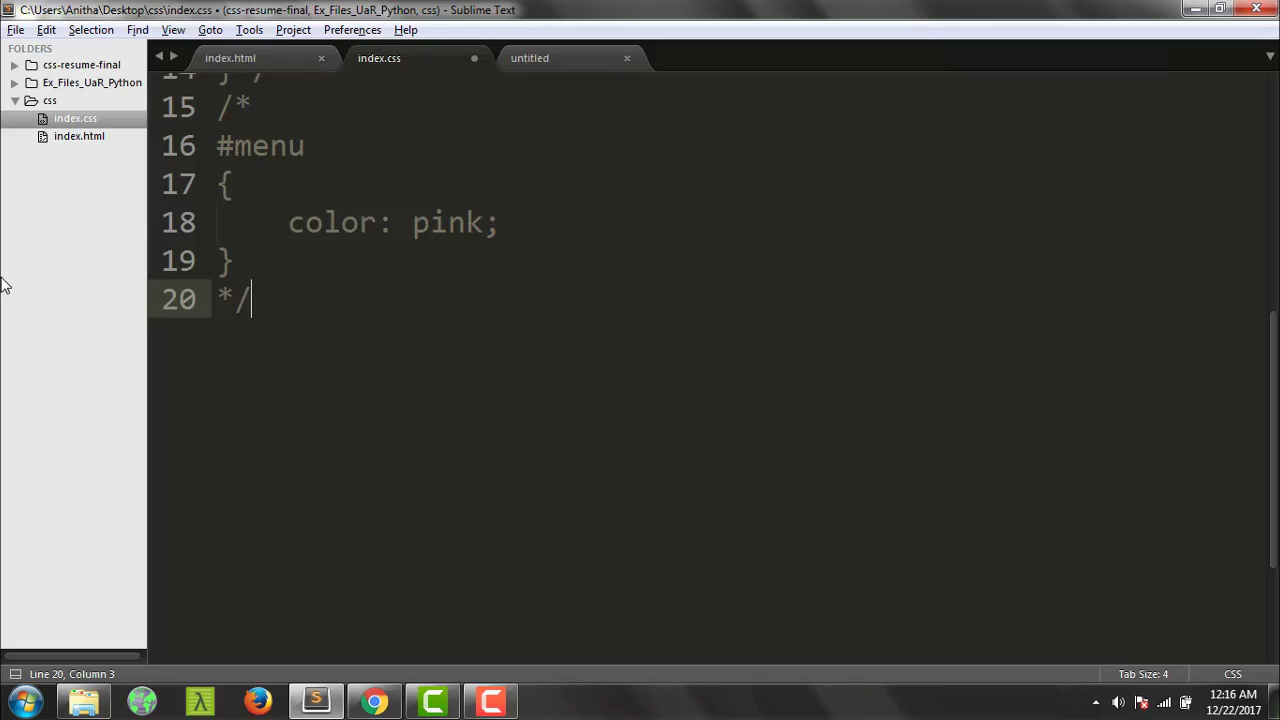 C:\Users\Anitha\Desktop\css\index.css • (css-resume-final, Ex_Files_UaR_Python, css) - Sublime Text
File Edit Selection Find View Goto Tools Project Preferences Help
FOLDERS
css-resume-final
Ex_Files_UaR_Python
css
index.css
index.html
index.html × index.css untitled ×
14 } */
15 /*
16 #menu
17 {
18 color: pink;
19 }
20 */
Line 20, Column 3 Tab Size: 4 CSS
12:16 AM
12/22/2017